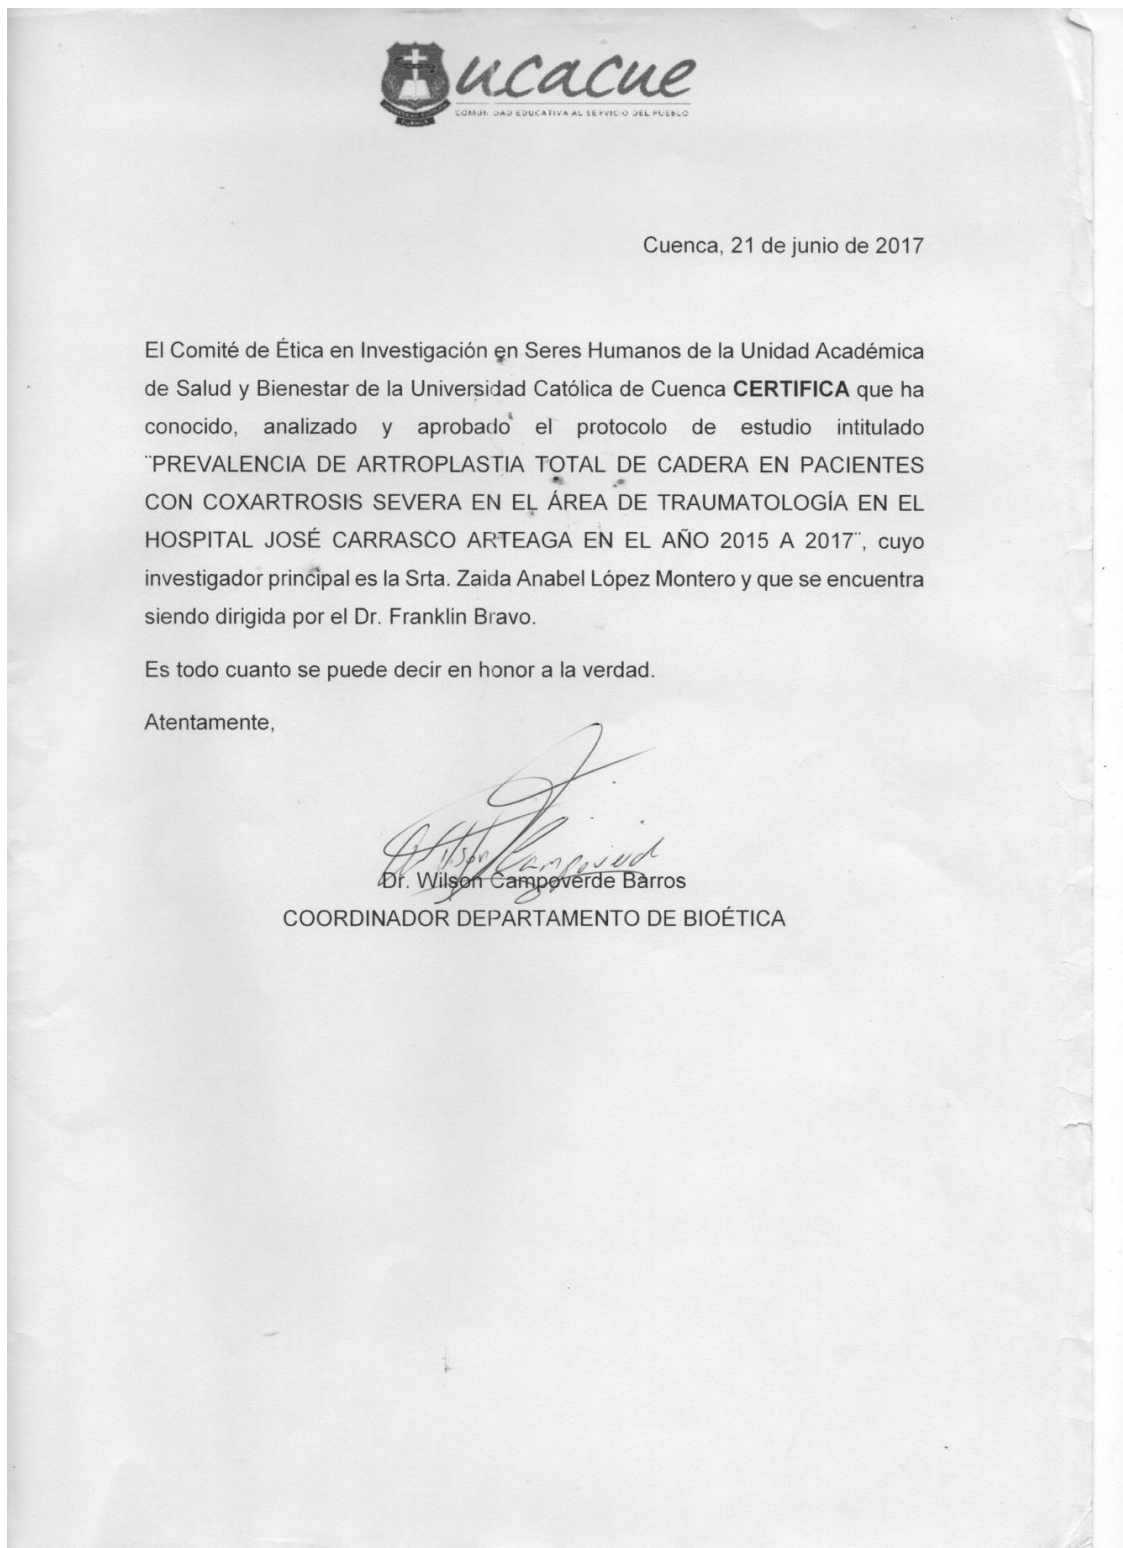 ucacue
COMUNIDAD EDUCATIVA AL SERVICIO DEL PUEBLO
Cuenca, 21 de junio de 2017
El Comité de Ética en Investigación en Seres Humanos de la Unidad Académica
de Salud y Bienestar de la Universidad Católica de Cuenca CERTIFICA que ha
conocido, analizado y aprobado el protocolo de estudio intitulado
¨PREVALENCIA DE ARTROPLASTIA TOTAL DE CADERA EN PACIENTES
CON COXARTROSIS SEVERA EN EL ÁREA DE TRAUMATOLOGÍA EN EL
HOSPITAL JOSÉ CARRASCO ARTEAGA EN EL AÑO 2015 A 2017¨, cuyo
investigador principal es la Srta. Zaida Anabel López Montero y que se encuentra
siendo dirigida por el Dr. Franklin Bravo.
Es todo cuanto se puede decir en honor a la verdad.
Atentamente,
Wilson Campoverd
Dr. Wilson Campoverde Barros
COORDINADOR DEPARTAMENTO DE BIOÉTICA